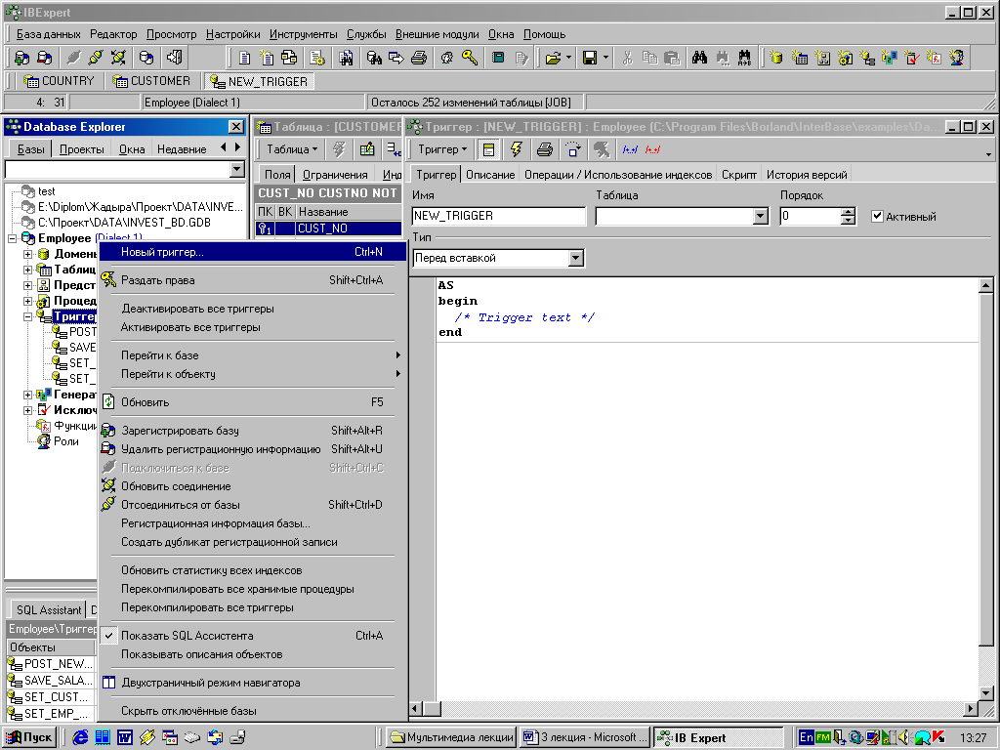 IBExpert
База данных Редактор Просмотр Настройки Инструменты Службы Внешние модули Окна Помощь
COUNTRY CUSTOMER NEW_TRIGGER
4: 31 Employee (Dialect 1) Осталось 252 изменений таблицы [JOB]
Database Explorer
Базы Проекты Окна Недавние
test
E:\Diplom\Жадыра\Проект\DATA\INVE...
C:\Проект\DATA\INVEST_BD.GDB
Employee (Dialect 1)
Домены
Таблиц
Предст
Процед
Триггер
POST
SAVE
SET_
SET_
Генерат
Исключ
Функции
Роли
SQL Assistant
Employee\Триггер
Объекты
POST_NEW...
SAVE_SALA...
SET_CUST...
SET_EMP_...
Таблица : [CUSTOMER
Таблица
Поля Ограничения Инд
CUST_NO CUSTNO NOT
ПК ВК Название
1 CUST_NO
Новый триггер... Ctrl+N
Раздать права Shift+Ctrl+A
Деактивировать все триггеры
Активировать все триггеры
Перейти к базе
Перейти к объекту
Обновить F5
Зарегистрировать базу Shift+Alt+R
Удалить регистрационную информацию Shift+Alt+U
Подключиться к базе Shift+Ctrl+C
Обновить соединение
Отсоединиться от базы Shift+Ctrl+D
Регистрационная информация базы...
Создать дубликат регистрационной записи
Обновить статистику всех индексов
Перекомпилировать все хранимые процедуры
Перекомпилировать все триггеры
Показать SQL Ассистента Ctrl+A
Показывать описания объектов
Двухстраничный режим навигатора
Скрыть отключённые базы
Триггер : [NEW_TRIGGER] : Employee (C:\Program Files\Borland\InterBase\examples\Da...
Триггер
Триггер Описание Операции / Использование индексов Скрипт История версий
Имя Таблица Порядок
NEW_TRIGGER 0 Активный
Тип
Перед вставкой
AS
begin
/* Trigger text */
end
Пуск Мультимедиа лекции 3 лекция - Microsoft ... IB Expert En FM 13:27